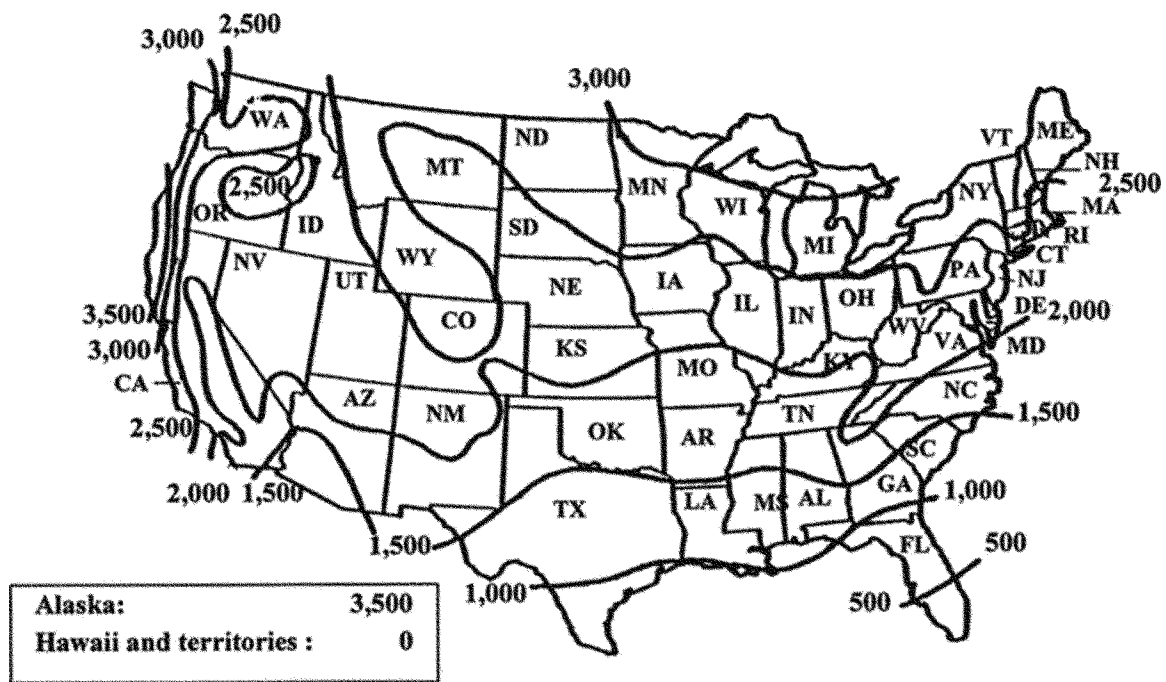 2,500
3,000
3,000
WA
ND
VT
ME
MT
NH
2,500
MN
NY
2,500
OR
ID
WI
MA
SD
MI
RI
CT
NV
WY
PA
UT
NE
IA
NJ
IL
IN
OH
DE
2,000
3,500
CO
WV
VA
MD
3,000
KS
MO
KY
CA
AZ
NM
TN
NC
1,500
2,500
OK
AR
SC
2,000
1,500
GA
1,000
TX
LA
MS
AL
1,500
FL
500
1,000
500
Alaska: 3,500
Hawaii and territories : 0